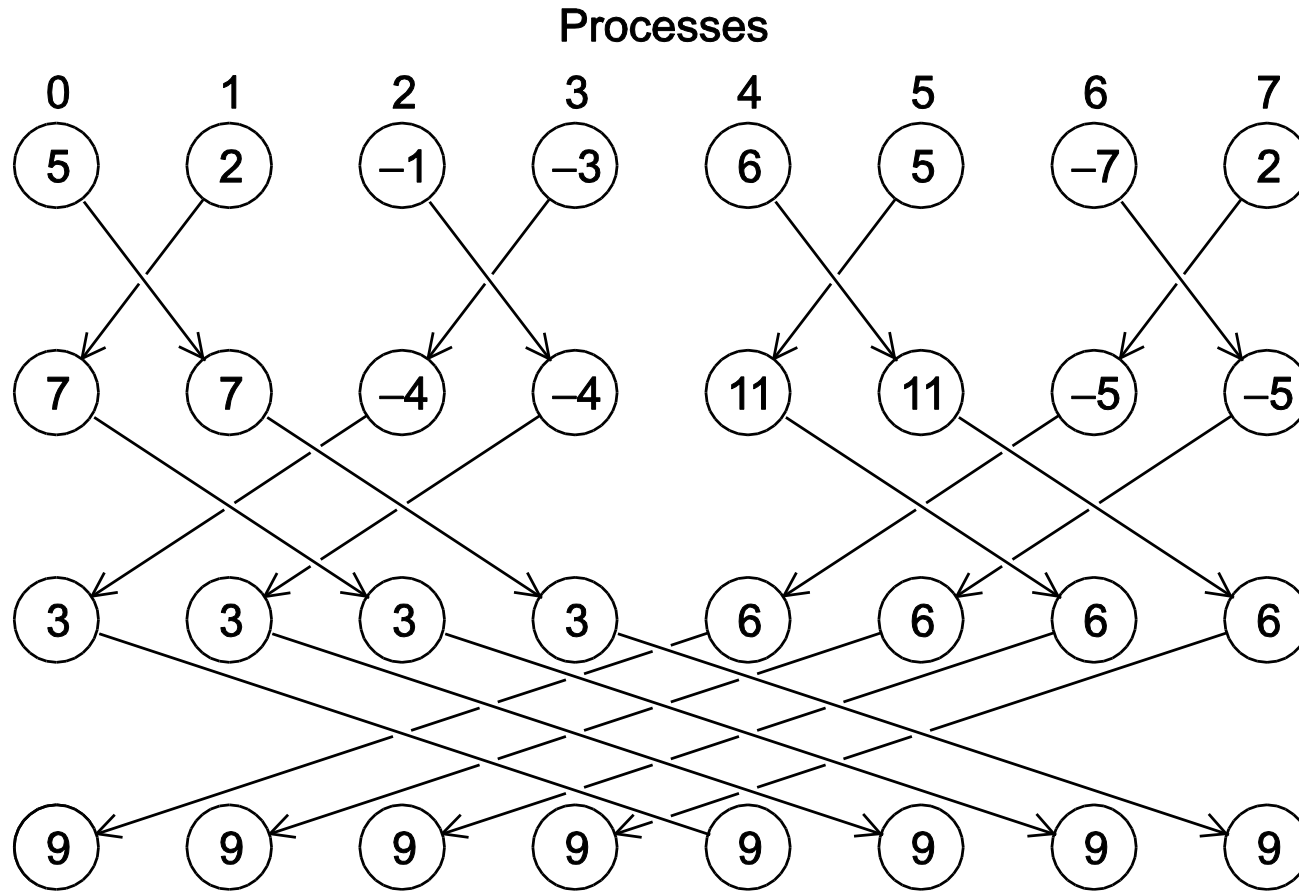 Processes
0 1 2 3 4 5 6 7
5 2 –1 –3 6 5 –7 2
7 7 –4 –4 11 11 –5 –5
3 3 3 3 6 6 6 6
9 9 9 9 9 9 9 9